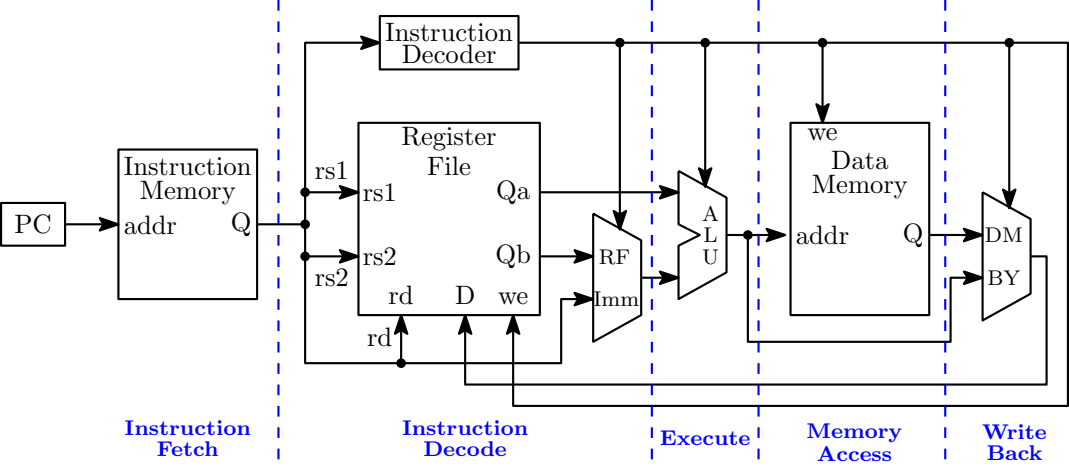 Instruction
Decoder
Register
File
we
Data
Memory
Instruction
Memory
rs1
rs1
Qa
A
L
U
PC
addr
Q
rs2
rs2
Qb
RF
Imm
addr
Q
DM
BY
rd
D
we
rd
Instruction
Fetch
Instruction
Decode
Execute
Memory
Access
Write
Back